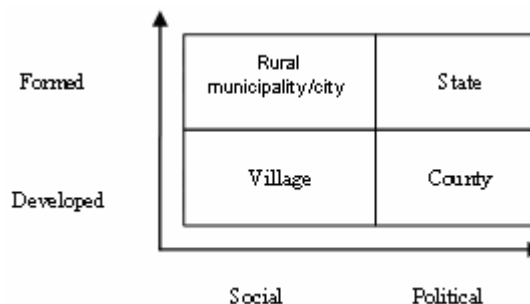 Formed
Rural
municipality/city
State
Developed
Village
County
Social
Political